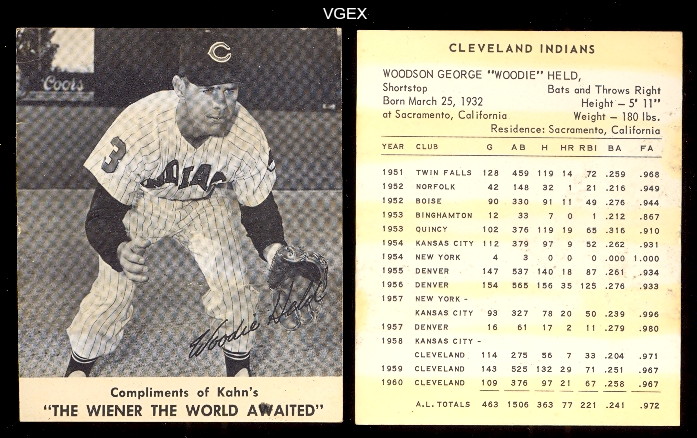 VGEX
Coors
C
3
INDIANS
Woodie Held
Compliments of Kahn's
"THE WIENER THE WORLD AWAITED"
CLEVELAND INDIANS
WOODSON GEORGE "WOODIE" HELD,
Shortstop Bats and Throws Right
Born March 25, 1932 Height — 5' 11"
at Sacramento, California Weight — 180 lbs.
Residence: Sacramento, California
YEAR CLUB G AB H HR RBI BA FA
1951 TWIN FALLS 128 459 119 14 72 .259 .968
1952 NORFOLK 42 148 32 1 21 .216 .949
1952 BOISE 90 330 91 11 49 .276 .944
1953 BINGHAMTON 12 33 7 0 1 .212 .867
1953 QUINCY 102 376 119 19 65 .316 .910
1954 KANSAS CITY 112 379 97 9 52 .262 .931
1954 NEW YORK 4 3 0 0 0 .000 1.000
1955 DENVER 147 537 140 18 87 .261 .934
1956 DENVER 154 565 156 35 125 .276 .933
1957 NEW YORK -
KANSAS CITY 93 327 78 20 50 .239 .996
1957 DENVER 16 61 17 2 11 .279 .980
1958 KANSAS CITY -
CLEVELAND 114 275 56 7 33 .204 .971
1959 CLEVELAND 143 525 132 29 71 .251 .967
1960 CLEVELAND 109 376 97 21 67 .258 .967
A.L. TOTALS 463 1506 363 77 221 .241 .972